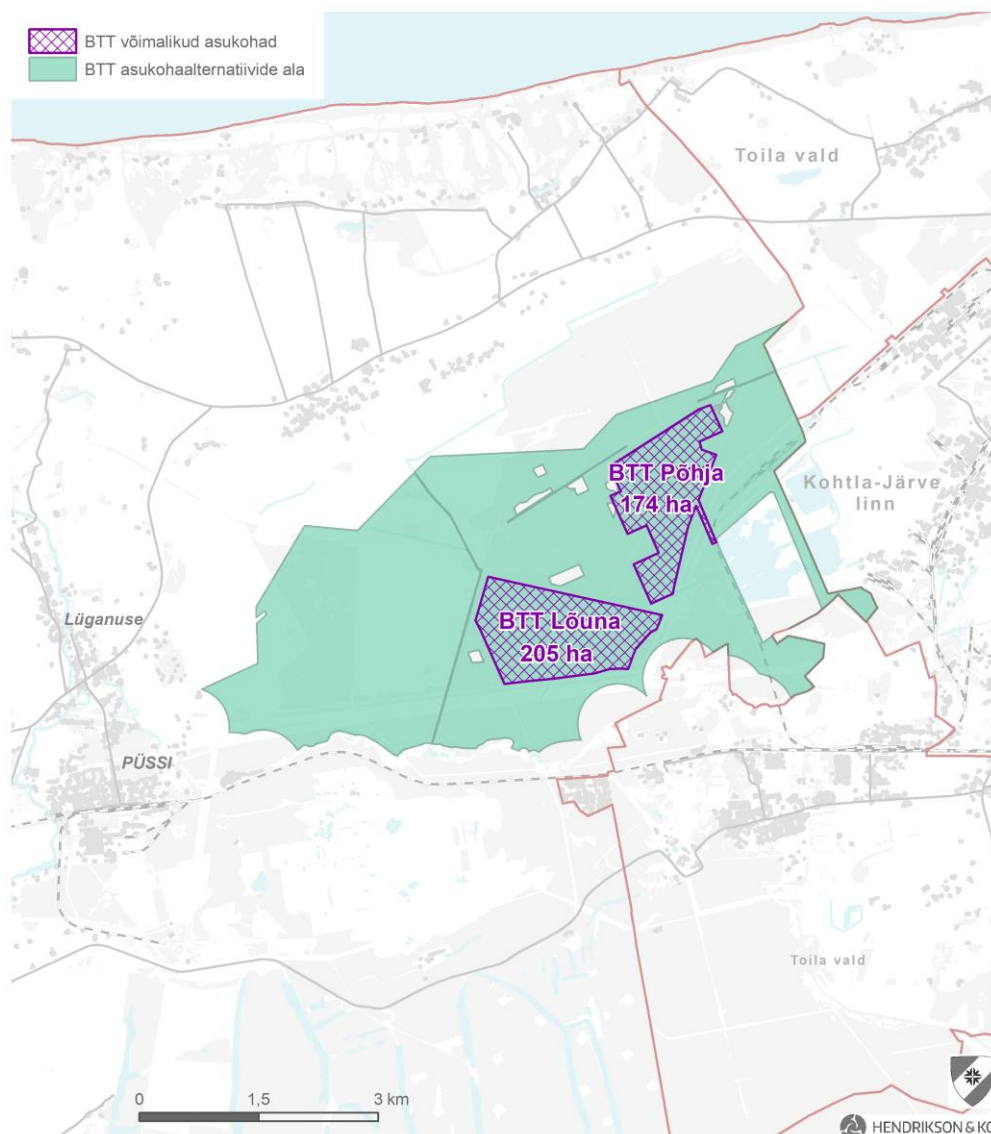 BTT võimalikud asukohad
BTT asukohaalternatiivide ala
Toila vald
Kohtla-Järve
linn
BTT Põhja
174 ha
BTT Lõuna
205 ha
Lüganuse
PÜSSI
Toila vald
0 1,5 3 km
HENDRIKSON & KO